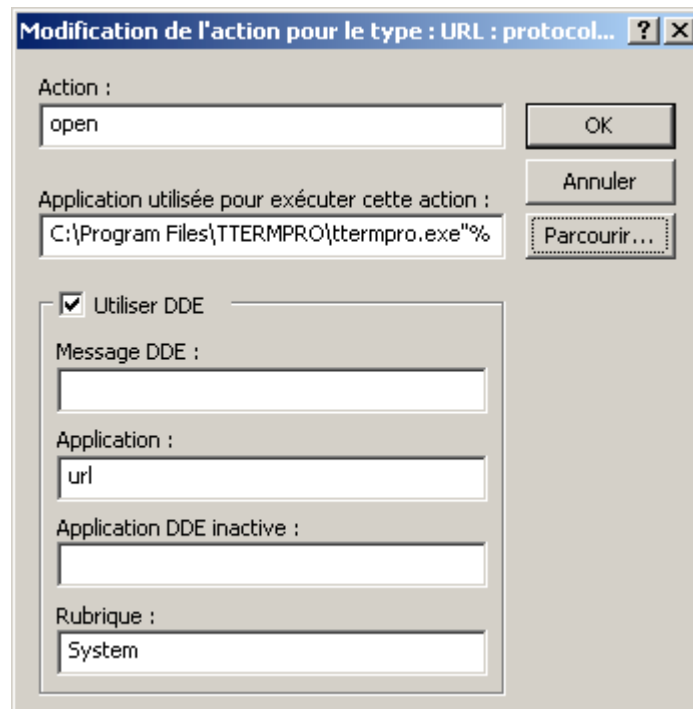 Modification de l'action pour le type : URL : protocol...
Action :
open
OK
Annuler
Application utilisée pour exécuter cette action :
C:\Program Files\TTERMPRO\ttermpro.exe"%
Parcourir...
Utiliser DDE
Message DDE :
Application :
url
Application DDE inactive :
Rubrique :
System